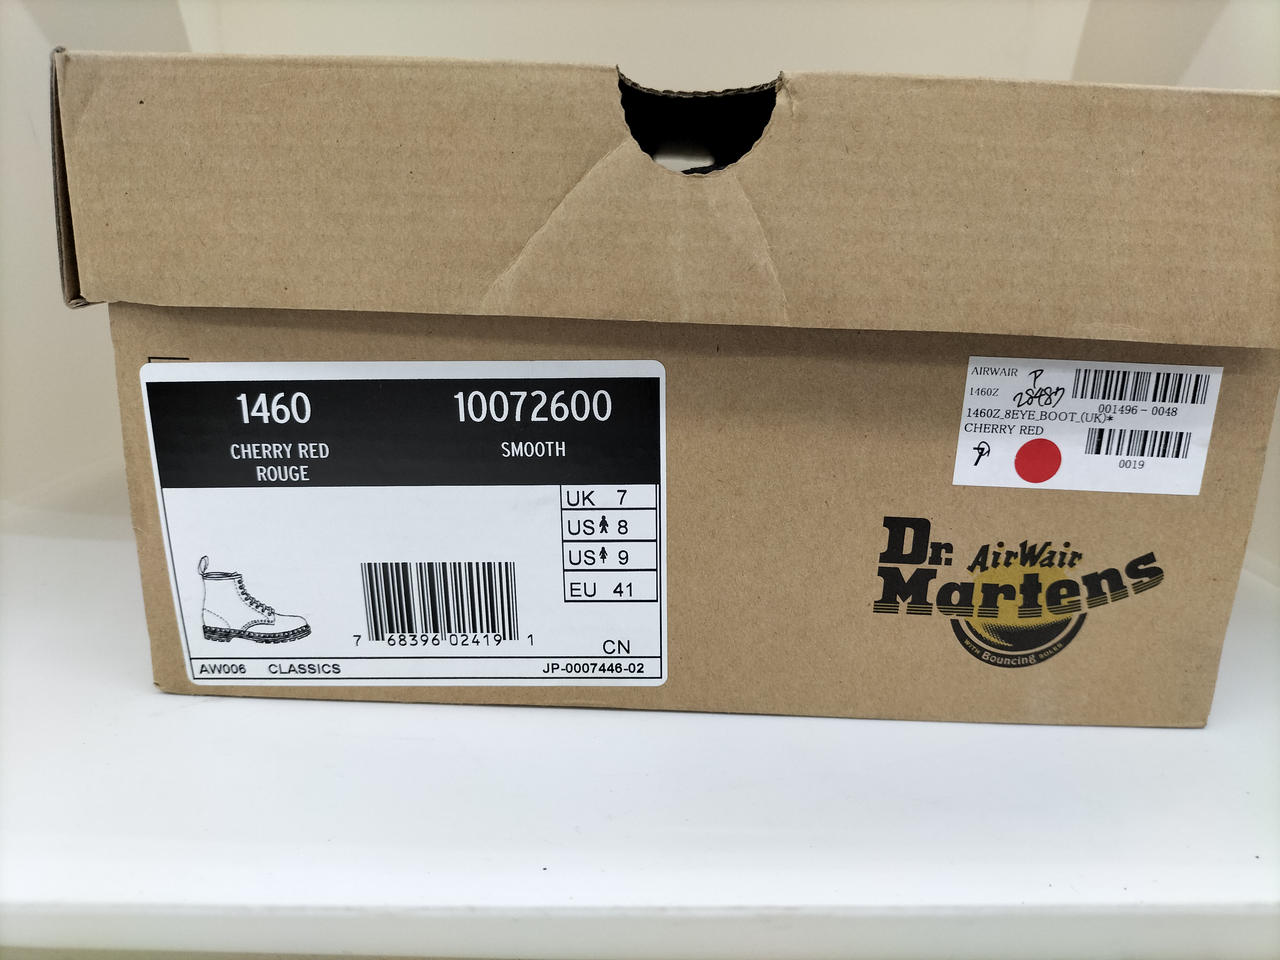 1460 10072600
CHERRY RED SMOOTH
ROUGE
UK 7
US 8
US 9
EU 41
7 68396 02419 1
CN
AW006 CLASSICS JP-0007446-02
AIRWAIR P
1460Z 28487
001496-0048
1460Z_8EYE_BOOT_(UK)*
CHERRY RED
7
0019
Dr. AirWair
Martens
WITH Bouncing SOLES